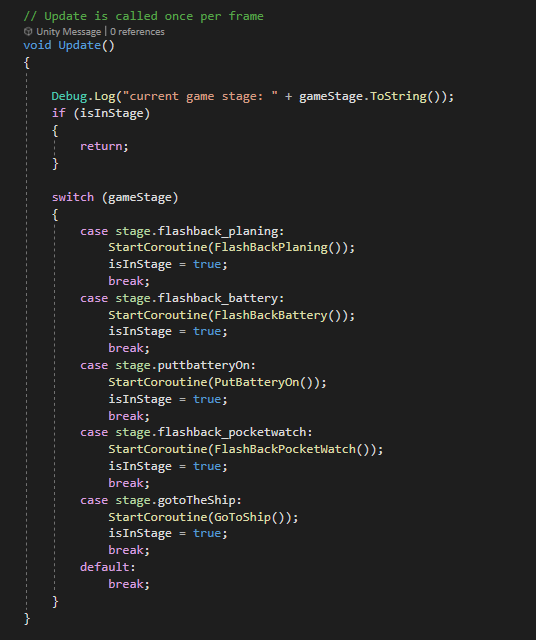 // Update is called once per frame
Unity Message | 0 references
void Update()
{
Debug.Log("current game stage: " + gameStage.ToString());
if (isInStage)
{
return;
}
switch (gameStage)
{
case stage.flashback_planing:
StartCoroutine(FlashBackPlaning());
isInStage = true;
break;
case stage.flashback_battery:
StartCoroutine(FlashBackBattery());
isInStage = true;
break;
case stage.puttbatteryOn:
StartCoroutine(PutBatteryOn());
isInStage = true;
break;
case stage.flashback_pocketwatch:
StartCoroutine(FlashBackPocketWatch());
isInStage = true;
break;
case stage.gotoTheShip:
StartCoroutine(GoToShip());
isInStage = true;
break;
default:
break;
}
}